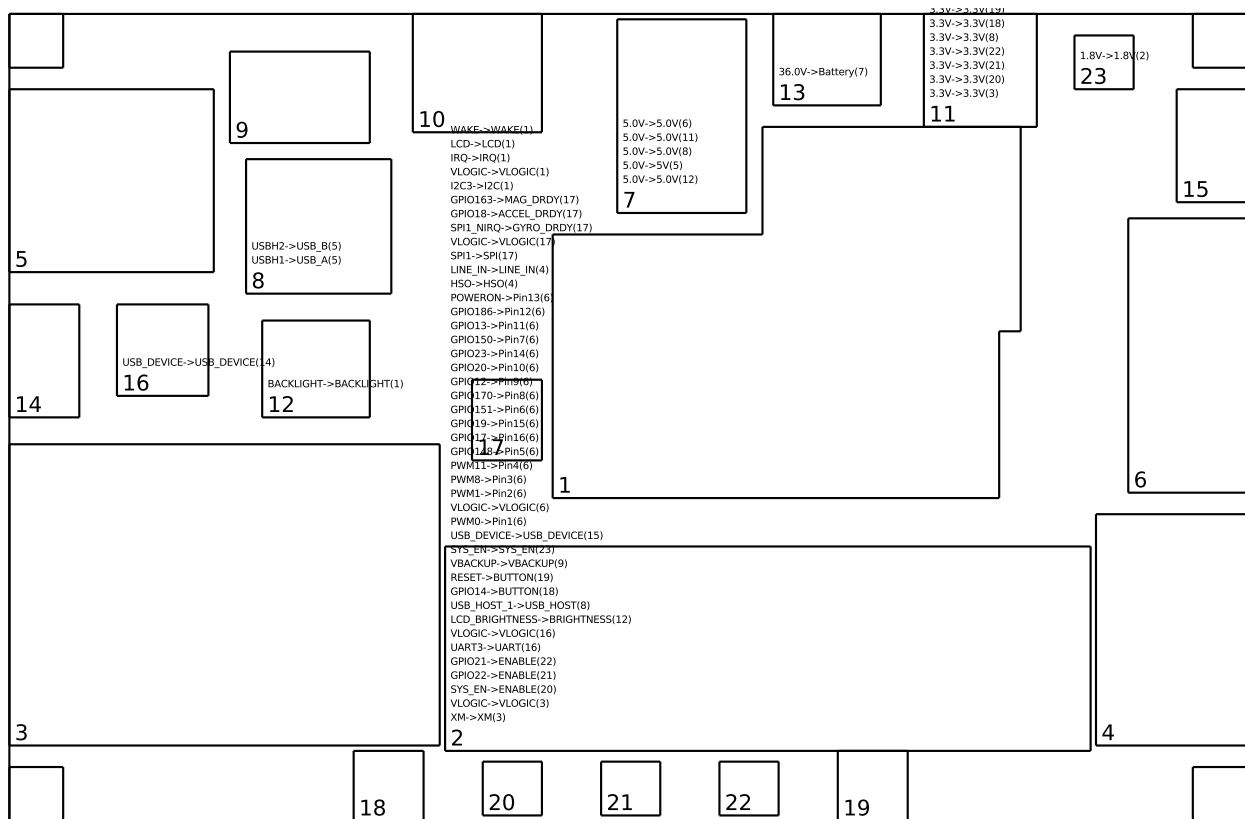 3.3V->3.3V(19)
3.3V->3.3V(18)
3.3V->3.3V(8)
3.3V->3.3V(22)
3.3V->3.3V(21)
3.3V->3.3V(20)
3.3V->3.3V(3)
11
1.8V->1.8V(2)
23
36.0V->Battery(7)
13
10
9
5.0V->5.0V(6)
5.0V->5.0V(11)
5.0V->5.0V(8)
5.0V->5V(5)
5.0V->5.0V(12)
7
15
5
USBH2->USB_B(5)
USBH1->USB_A(5)
8
14
USB_DEVICE->USB_DEVICE(14)
16
BACKLIGHT->BACKLIGHT(1)
12
17
1
6
WAKE->WAKE(1)
LCD->LCD(1)
IRQ->IRQ(1)
VLOGIC->VLOGIC(1)
I2C3->I2C(1)
GPIO163->MAG_DRDY(17)
GPIO18->ACCEL_DRDY(17)
SPI1_NIRQ->GYRO_DRDY(17)
VLOGIC->VLOGIC(17)
SPI1->SPI(17)
LINE_IN->LINE_IN(4)
HSO->HSO(4)
POWERON->Pin13(6)
GPIO186->Pin12(6)
GPIO13->Pin11(6)
GPIO150->Pin7(6)
GPIO23->Pin14(6)
GPIO20->Pin10(6)
GPIO12->Pin9(6)
GPIO170->Pin8(6)
GPIO151->Pin6(6)
GPIO19->Pin15(6)
GPIO17->Pin16(6)
GPIO148->Pin5(6)
PWM11->Pin4(6)
PWM8->Pin3(6)
PWM1->Pin2(6)
VLOGIC->VLOGIC(6)
PWM0->Pin1(6)
USB_DEVICE->USB_DEVICE(15)
SYS_EN->SYS_EN(23)
VBACKUP->VBACKUP(9)
RESET->BUTTON(19)
GPIO14->BUTTON(18)
USB_HOST_1->USB_HOST(8)
LCD_BRIGHTNESS->BRIGHTNESS(12)
VLOGIC->VLOGIC(16)
UART3->UART(16)
GPIO21->ENABLE(22)
GPIO22->ENABLE(21)
SYS_EN->ENABLE(20)
VLOGIC->VLOGIC(3)
XM->XM(3)
2
3
4
18
20
21
22
19